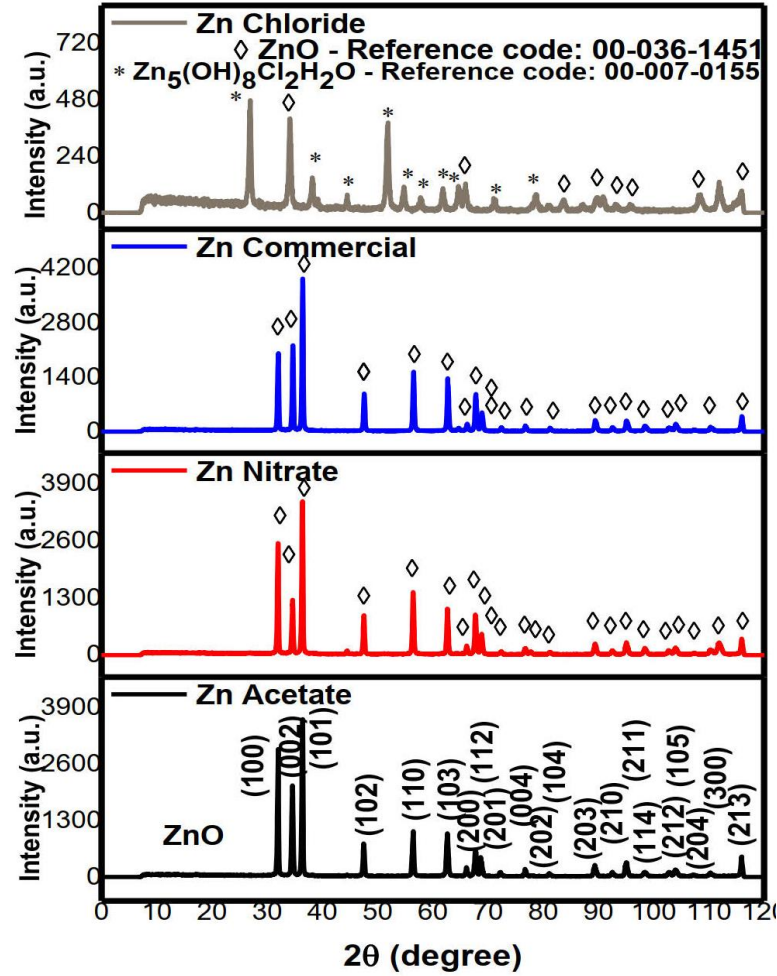 Zn Chloride
◊ ZnO - Reference code: 00-036-1451
* Zn5(OH)8Cl2H2O - Reference code: 00-007-0155
Intensity (a.u.)
720
480
240
0
Zn Commercial
Intensity (a.u.)
4200
2800
1400
0
Zn Nitrate
Intensity (a.u.)
3900
2600
1300
0
Zn Acetate
Intensity (a.u.)
3900
2600
1300
0
ZnO
(100)
(002)
(101)
(102)
(110)
(103)
(200)
(112)
(201)
(004)
(202)
(104)
(203)
(210)
(211)
(114)
(212)
(105)
(204)
(300)
(213)
0 10 20 30 40 50 60 70 80 90 100 110 120
2θ (degree)